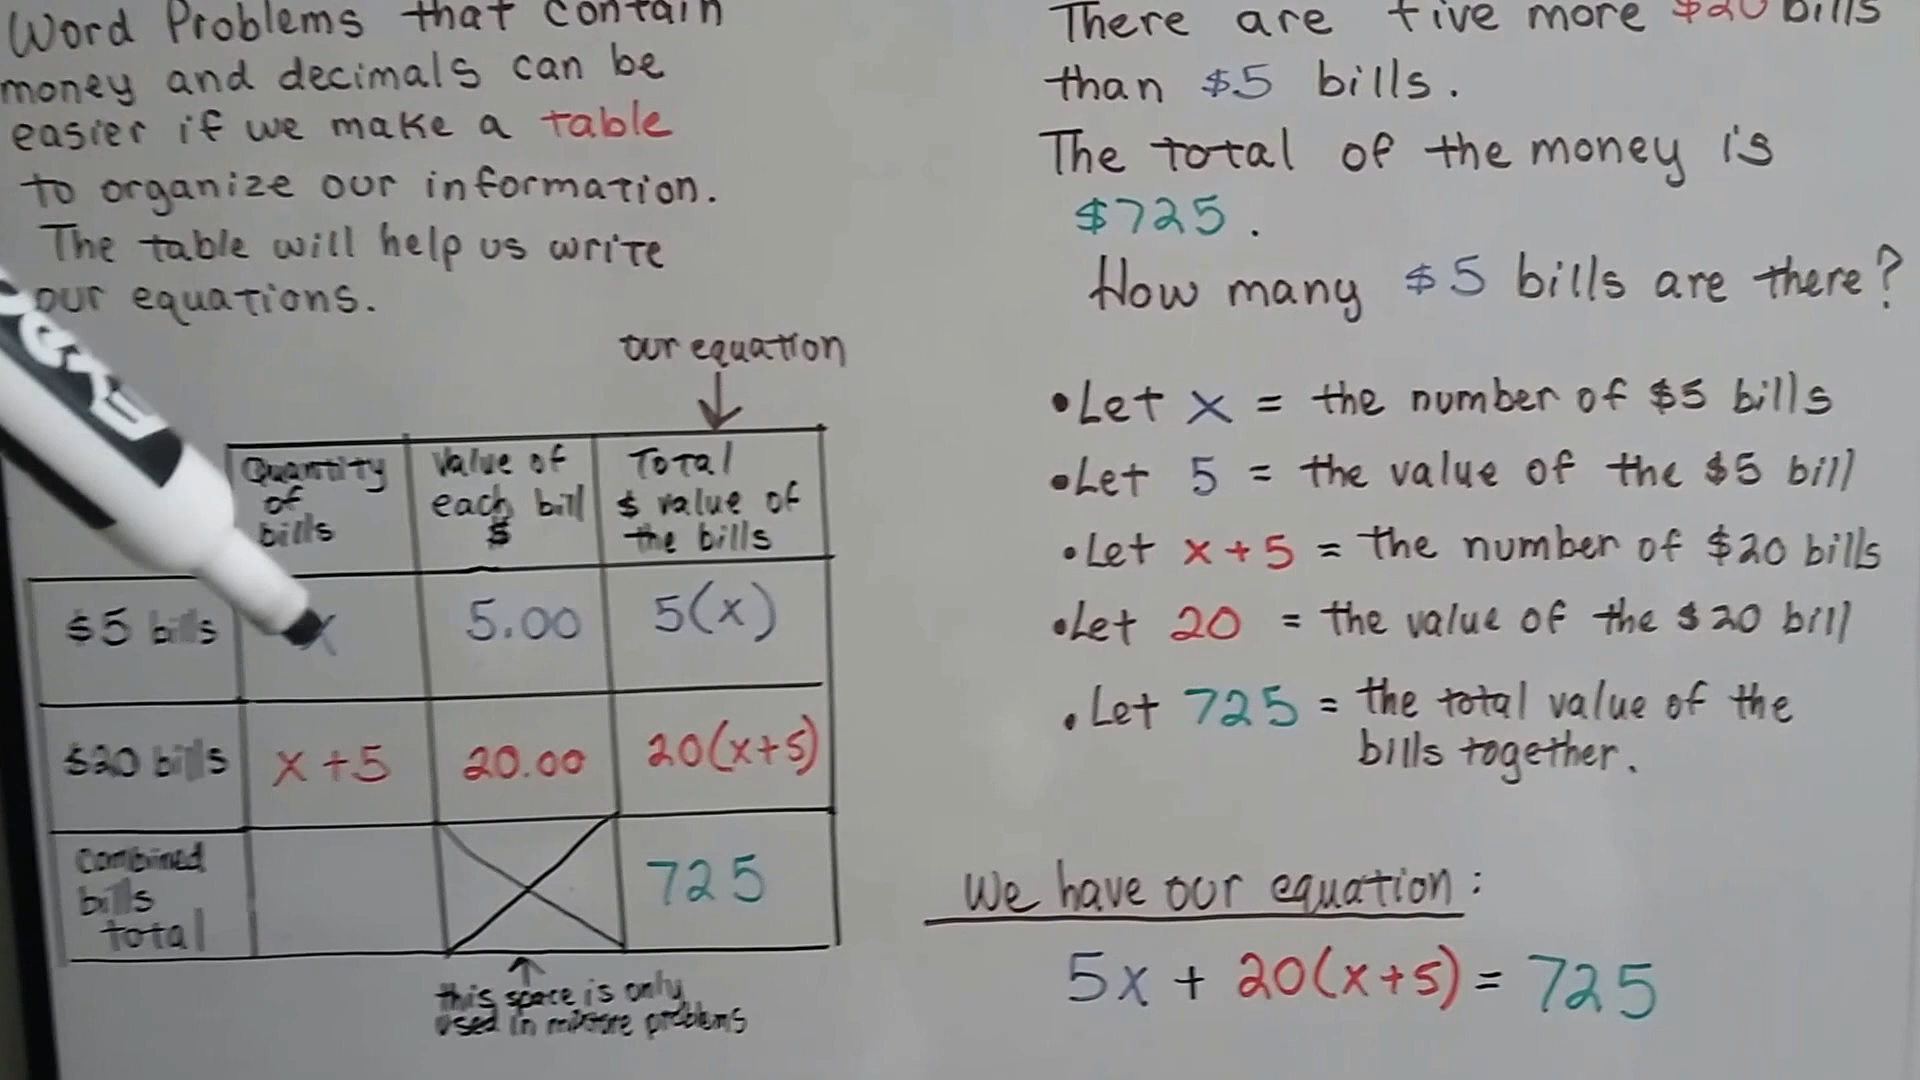 Word Problems that contain
money and decimals can be
easier if we make a table
to organize our information.
The table will help us write
our equations.
our equation
Quantity of bills
Value of each bill $
Total $ value of the bills
$5 bills
x
5.00
5(x)
$20 bills
x+5
20.00
20(x+5)
Combined bills total
725
this space is only
used in mixture problems
There are five more $20 bills
than $5 bills.
The total of the money is
$725.
How many $5 bills are there?
•Let x = the number of $5 bills
•Let 5 = the value of the $5 bill
•Let x+5 = the number of $20 bills
•Let 20 = the value of the $20 bill
•Let 725 = the total value of the
bills together.
We have our equation:
5x + 20(x+5) = 725
EXPO